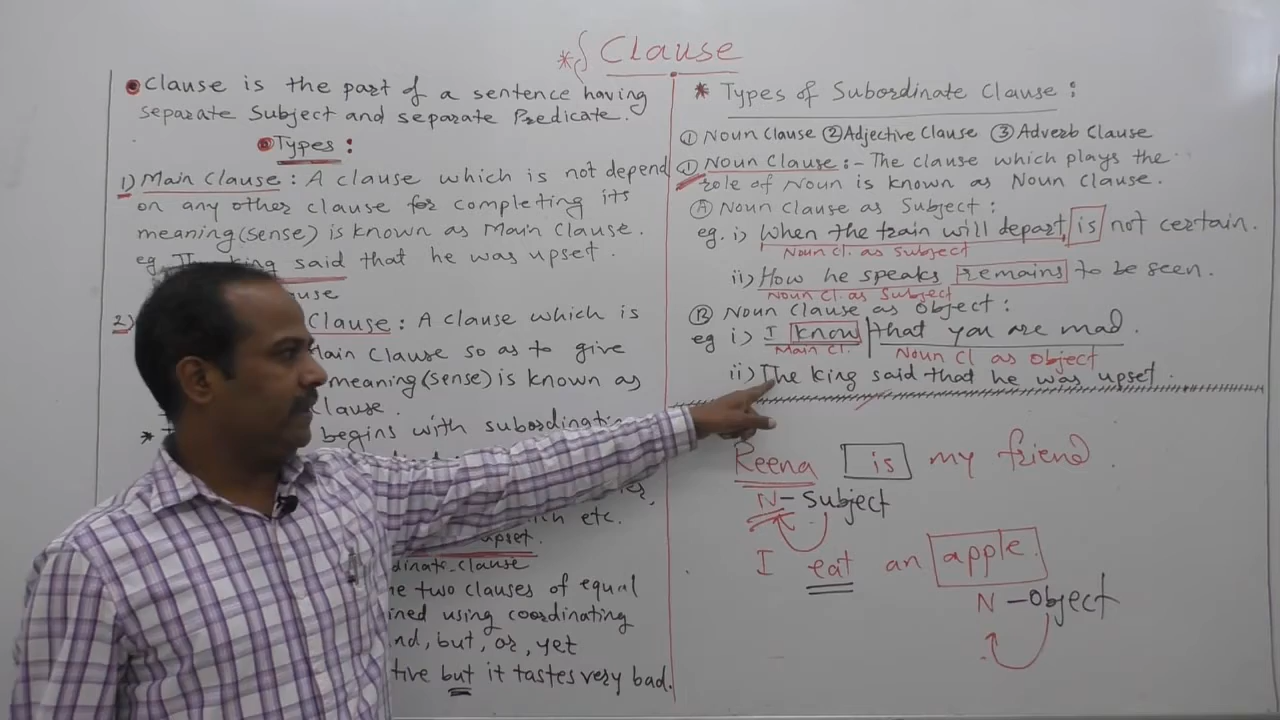 * { Clause
Clause is the part of a sentence having
separate Subject and separate Predicate.
Types :
1) Main Clause : A clause which is not depend
on any other clause for completing its
meaning (sense) is known as Main Clause.
eg. The king said that he was upset.
2) Clause : A clause which is
Main Clause so as to give
meaning (sense) is known as
clause.
* begins with subordinating
etc.
upset.
clause
two clauses of equal
using coordinating
but, or, yet
but it tastes very bad.
* Types of Subordinate Clause :
① Noun Clause ② Adjective Clause ③ Adverb Clause
① Noun Clause :- The clause which plays the
role of Noun is known as Noun Clause.
Ⓐ Noun Clause as Subject :
eg. i) When the train will depart, is not certain.
Noun Cl. as Subject
ii) How he speaks remains to be seen.
Noun Cl. as Subject
Ⓑ Noun Clause as Object :
eg i) I know that you are mad.
Main Cl. Noun Cl as Object
ii) The king said that he was upset.
Reena is my friend.
N - Subject
I eat an apple.
N - Object